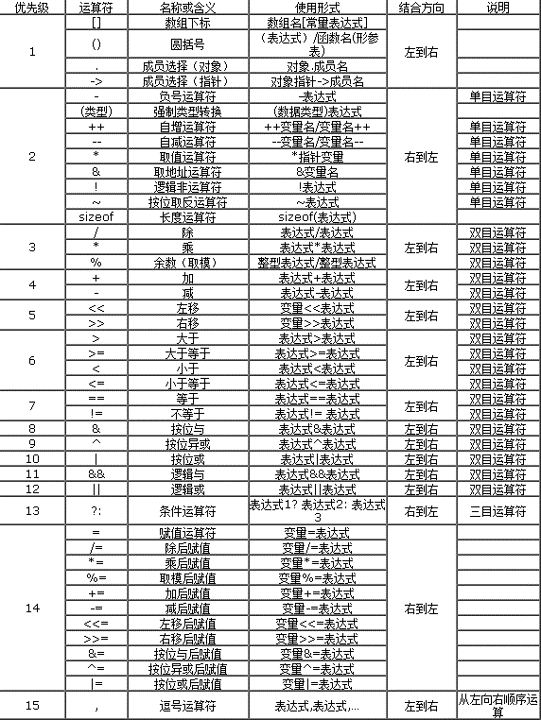 优先级 运算符 名称或含义 使用形式 结合方向 说明
1 [] 数组下标 数组名[常量表达式] 左到右
() 圆括号 （表达式）/函数名(形参表)
. 成员选择（对象） 对象.成员名
-> 成员选择（指针） 对象指针->成员名
2 - 负号运算符 -表达式 右到左 单目运算符
(类型) 强制类型转换 (数据类型)表达式
++ 自增运算符 ++变量名/变量名++ 单目运算符
-- 自减运算符 --变量名/变量名-- 单目运算符
* 取值运算符 *指针变量 单目运算符
& 取地址运算符 &变量名 单目运算符
! 逻辑非运算符 !表达式 单目运算符
~ 按位取反运算符 ~表达式 单目运算符
sizeof 长度运算符 sizeof(表达式)
3 / 除 表达式/表达式 左到右 双目运算符
* 乘 表达式*表达式 双目运算符
% 余数（取模） 整型表达式/整型表达式 双目运算符
4 + 加 表达式+表达式 左到右 双目运算符
- 减 表达式-表达式 双目运算符
5 << 左移 变量<<表达式 左到右 双目运算符
>> 右移 变量>>表达式 双目运算符
6 > 大于 表达式>表达式 左到右 双目运算符
>= 大于等于 表达式>=表达式 双目运算符
< 小于 表达式<表达式 双目运算符
<= 小于等于 表达式<=表达式 双目运算符
7 == 等于 表达式==表达式 左到右 双目运算符
!= 不等于 表达式!= 表达式 双目运算符
8 & 按位与 表达式&表达式 左到右 双目运算符
9 ^ 按位异或 表达式^表达式 左到右 双目运算符
10 | 按位或 表达式|表达式 左到右 双目运算符
11 && 逻辑与 表达式&&表达式 左到右 双目运算符
12 || 逻辑或 表达式||表达式 左到右 双目运算符
13 ?: 条件运算符 表达式1? 表达式2: 表达式3 右到左 三目运算符
14 = 赋值运算符 变量=表达式 右到左
/= 除后赋值 变量/=表达式
*= 乘后赋值 变量*=表达式
%= 取模后赋值 变量%=表达式
+= 加后赋值 变量+=表达式
-= 减后赋值 变量-=表达式
<<= 左移后赋值 变量<<=表达式
>>= 右移后赋值 变量>>=表达式
&= 按位与后赋值 变量&=表达式
^= 按位异或后赋值 变量^=表达式
|= 按位或后赋值 变量|=表达式
15 , 逗号运算符 表达式,表达式,… 左到右 从左向右顺序运算